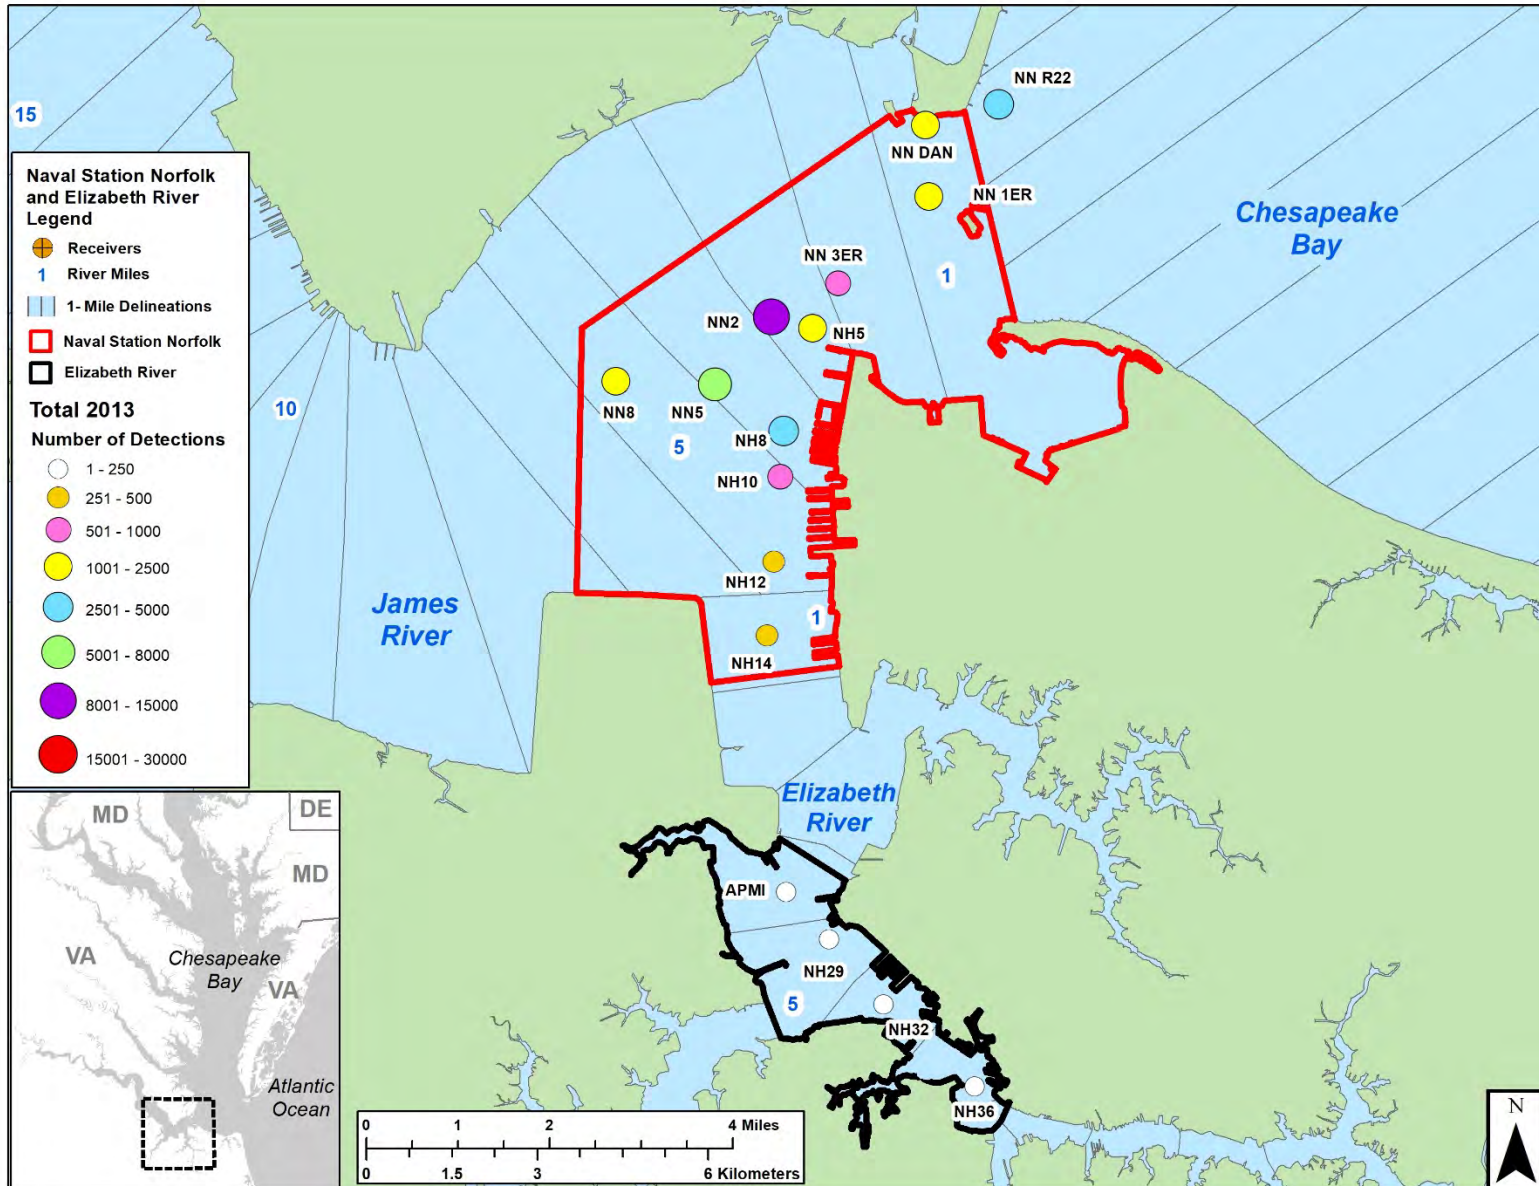 15
Naval Station Norfolk
and Elizabeth River
Legend
Receivers
1 River Miles
1- Mile Delineations
Naval Station Norfolk
Elizabeth River
Total 2013
Number of Detections
1 - 250
251 - 500
501 - 1000
1001 - 2500
2501 - 5000
5001 - 8000
8001 - 15000
15001 - 30000
NN R22
NN DAN
NN 1ER
Chesapeake
Bay
1
NN 3ER
NN2
NH5
NN8
NN5
10
NH8
5
NH10
NH12
James
River
1
NH14
Elizabeth
River
APMI
NH29
5
NH32
NH36
MD
DE
MD
VA
Chesapeake
Bay
VA
Atlantic
Ocean
0 1 2 4 Miles
0 1.5 3 6 Kilometers
N